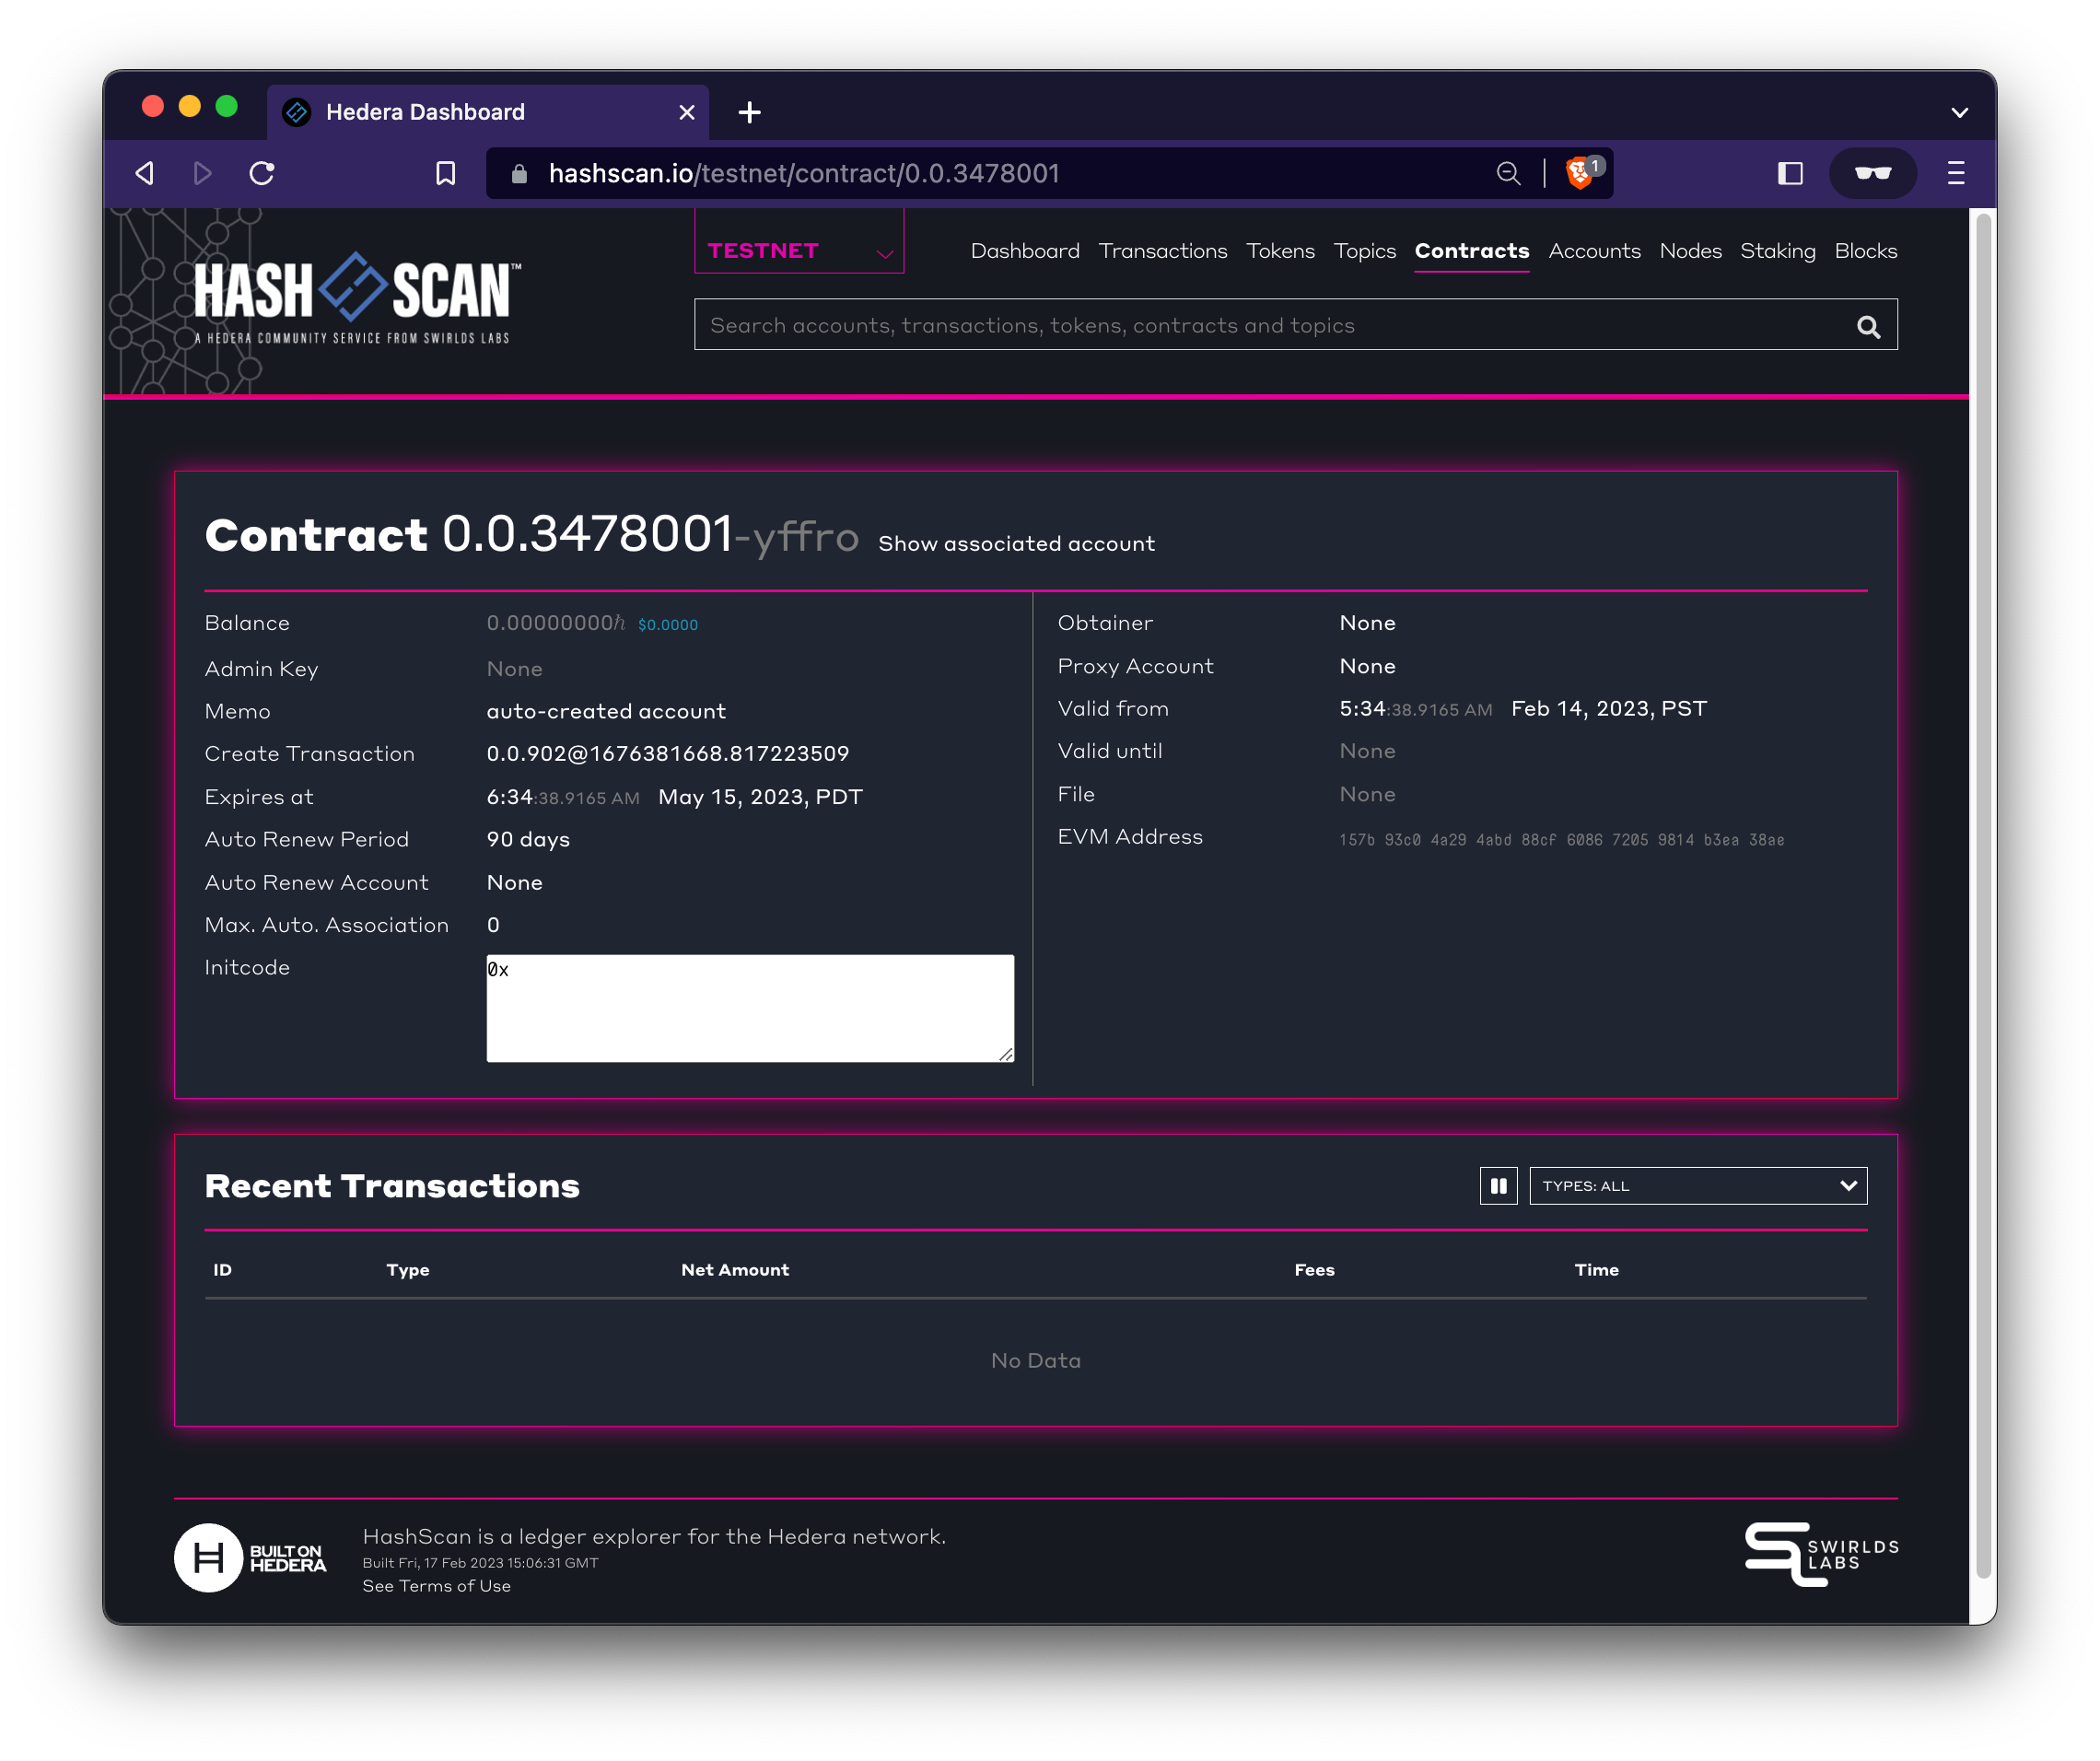 Hedera Dashboard
hashscan.io/testnet/contract/0.0.3478001
1
HASH SCAN™
A HEDERA COMMUNITY SERVICE FROM SWIRLDS LABS
TESTNET
Dashboard Transactions Tokens Topics Contracts Accounts Nodes Staking Blocks
Search accounts, transactions, tokens, contracts and topics
Contract 0.0.3478001-yffro Show associated account
Balance 0.00000000ℏ $0.0000
Admin Key None
Memo auto-created account
Create Transaction 0.0.902@1676381668.817223509
Expires at 6:34:38.9165 AM May 15, 2023, PDT
Auto Renew Period 90 days
Auto Renew Account None
Max. Auto. Association 0
Initcode 0x
Obtainer None
Proxy Account None
Valid from 5:34:38.9165 AM Feb 14, 2023, PST
Valid until None
File None
EVM Address 157b 93c0 4a29 4abd 88cf 6086 7205 9814 b3ea 38ae
Recent Transactions
TYPES: ALL
ID Type Net Amount Fees Time
No Data
H BUILT ON
HEDERA
HashScan is a ledger explorer for the Hedera network.
Built Fri, 17 Feb 2023 15:06:31 GMT
See Terms of Use
SWIRLDS
LABS